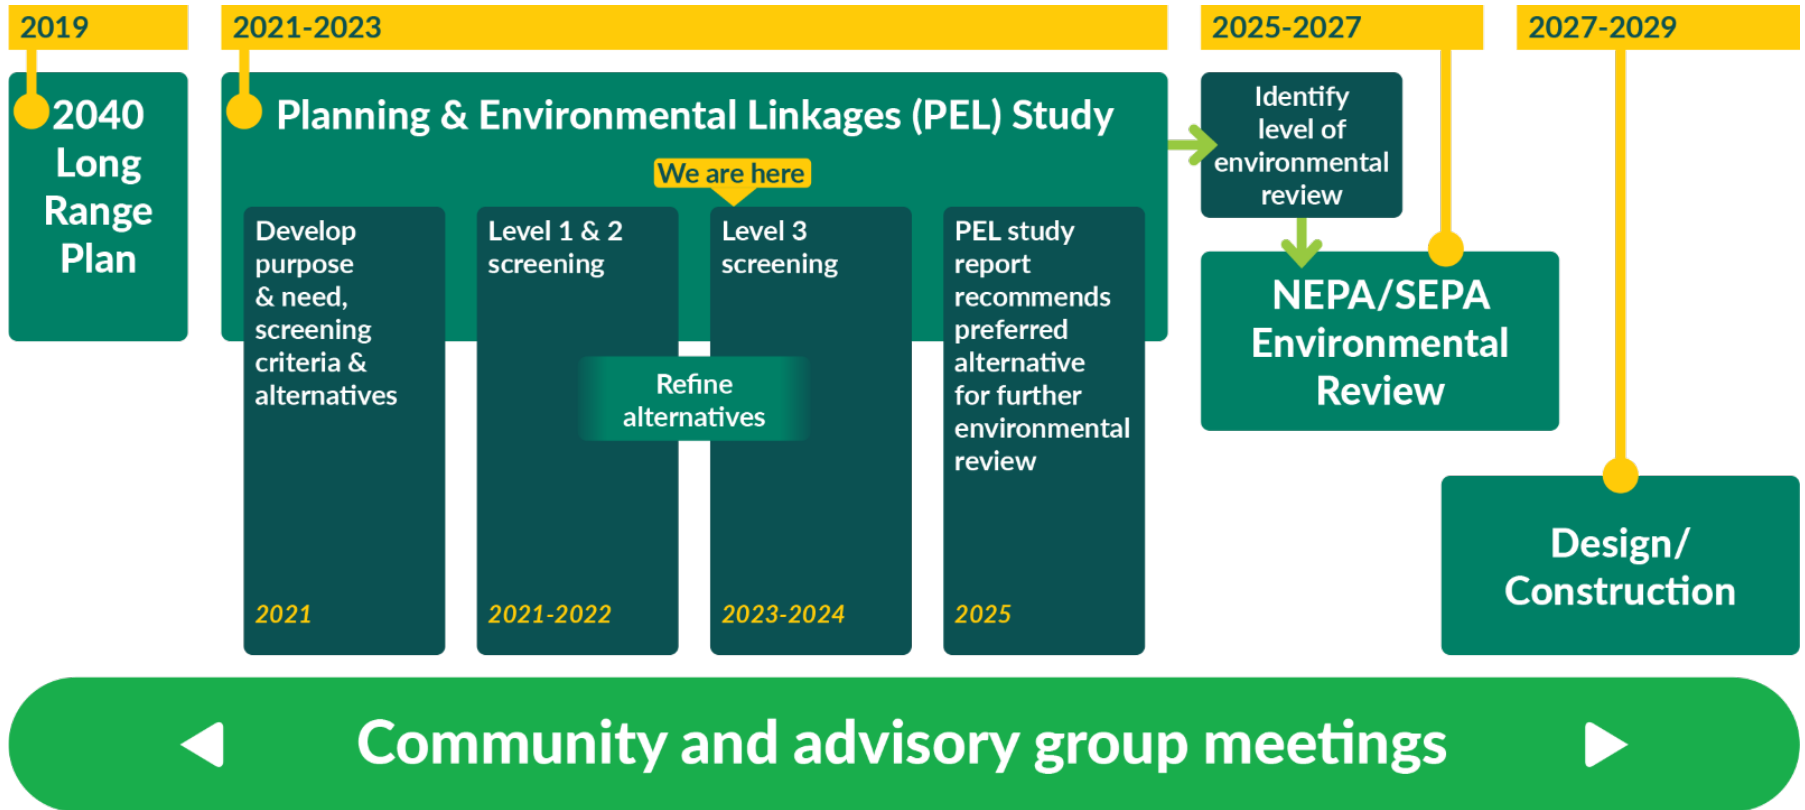 2019
2021-2023
2025-2027
2027-2029
2040
Long
Range
Plan
Planning & Environmental Linkages (PEL) Study
We are here
Develop
purpose
& need,
screening
criteria &
alternatives
2021
Level 1 & 2
screening
2021-2022
Refine
alternatives
Level 3
screening
2023-2024
PEL study
report
recommends
preferred
alternative
for further
environmental
review
2025
Identify
level of
environmental
review
NEPA/SEPA
Environmental
Review
Design/
Construction
Community and advisory group meetings